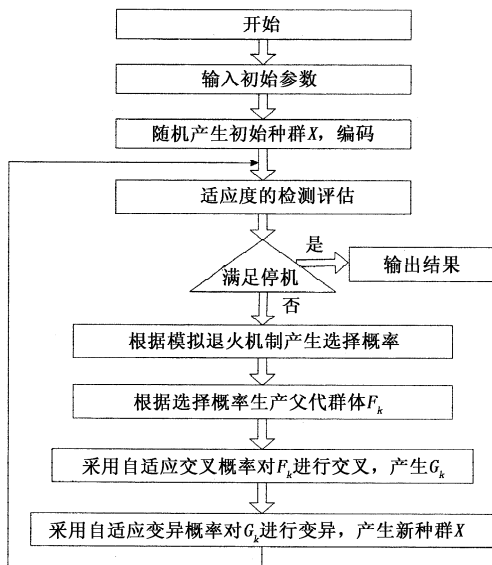 开始
输入初始参数
随机产生初始种群X，编码
适应度的检测评估
满足停机
是
输出结果
否
根据模拟退火机制产生选择概率
根据选择概率生产父代群体Fk
采用自适应交叉概率对Fk进行交叉，产生Gk
采用自适应变异概率对Gk进行变异，产生新种群X